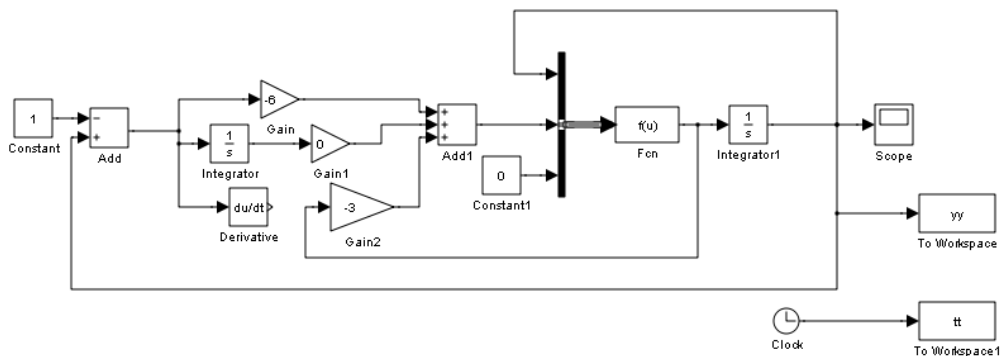 1
Constant
−
+
Add
-6
Gain
1
s
Integrator
0
Gain1
du/dt
Derivative
-3
Gain2
+
+
+
Add1
0
Constant1
f(u)
Fcn
1
s
Integrator1
Scope
yy
To Workspace
Clock
tt
To Workspace1